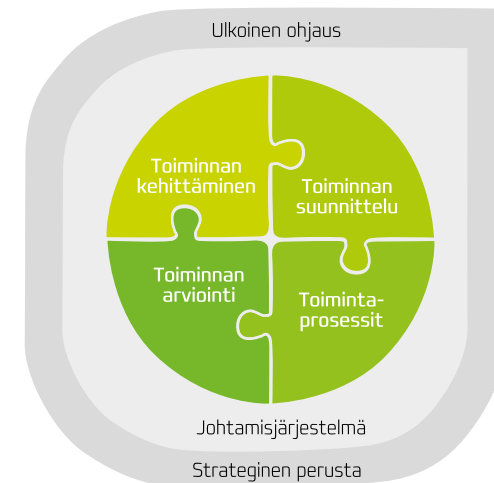 Ulkoinen ohjaus
Toiminnan
kehittäminen
Toiminnan
suunnittelu
Toiminnan
arviointi
Toiminta-
prosessit
Johtamisjärjestelmä
Strateginen perusta